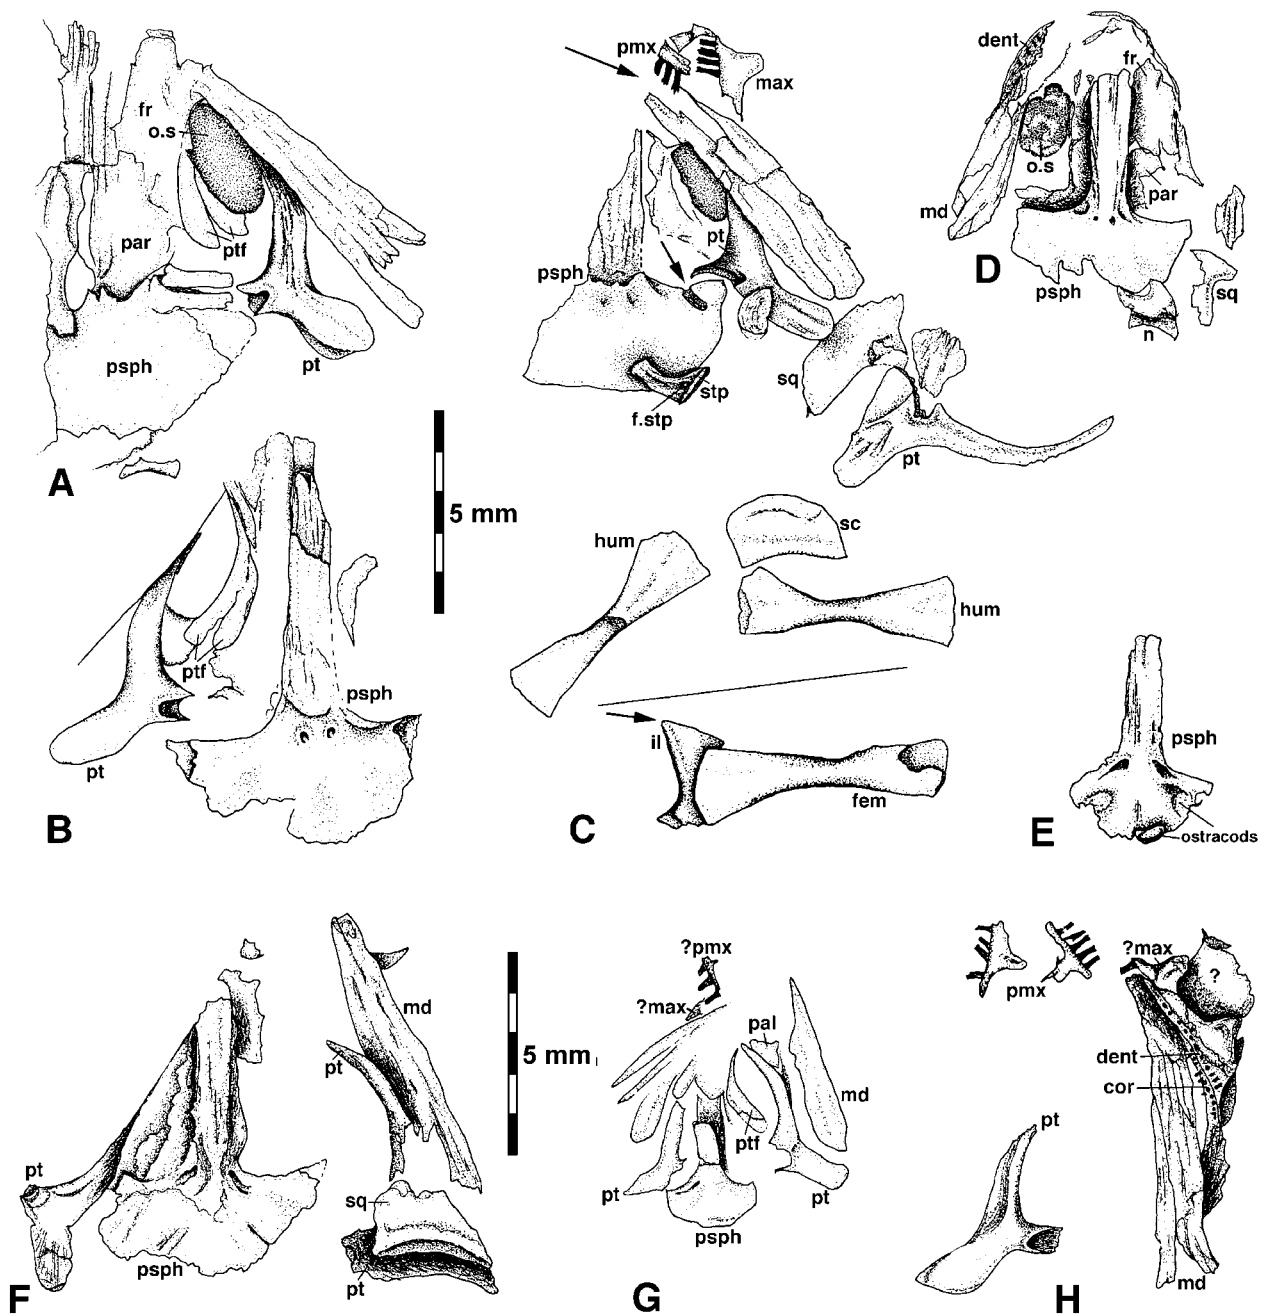 fr
o.s
ptf
par
psph
pt
A
pmx
max
pt
psph
stp
f.stp
sq
pt
dent
fr
o.s
par
md
D
psph
sq
n
5 mm
ptf
psph
pt
B
hum
sc
hum
il
fem
C
psph
ostracods
E
md
pt
pt
sq
psph
pt
F
5 mm
?pmx
?max
pal
md
ptf
pt
pt
psph
G
pmx
?max
?
dent
cor
pt
md
H